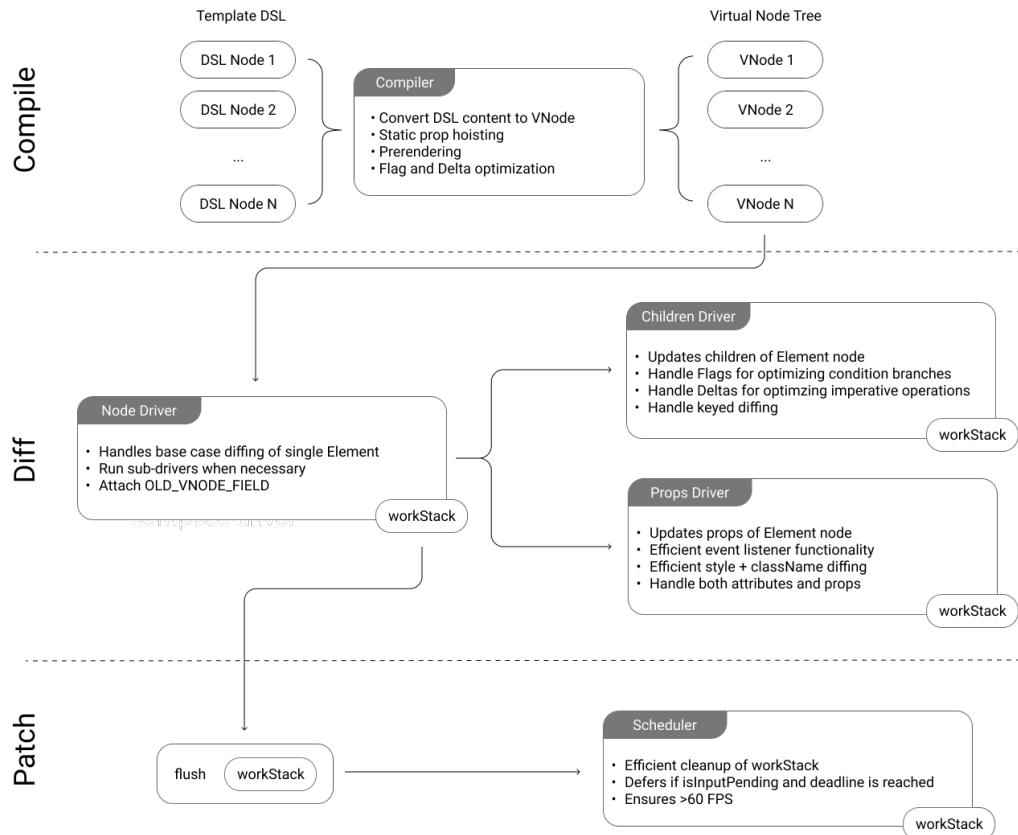 Template DSL
Virtual Node Tree
Compile
DSL Node 1
DSL Node 2
...
DSL Node N
Compiler
• Convert DSL content to VNode
• Static prop hoisting
• Prerendering
• Flag and Delta optimization
VNode 1
VNode 2
...
VNode N
Diff
Node Driver
• Handles base case diffing of single Element
• Run sub-drivers when necessary
• Attach OLD_VNODE_FIELD
workStack
Children Driver
• Updates children of Element node
• Handle Flags for optimizing condition branches
• Handle Deltas for optimzing imperative operations
• Handle keyed diffing
workStack
Props Driver
• Updates props of Element node
• Efficient event listener functionality
• Efficient style + className diffing
• Handle both attributes and props
workStack
Patch
flush
workStack
Scheduler
• Efficient cleanup of workStack
• Defers if isInputPending and deadline is reached
• Ensures >60 FPS
workStack